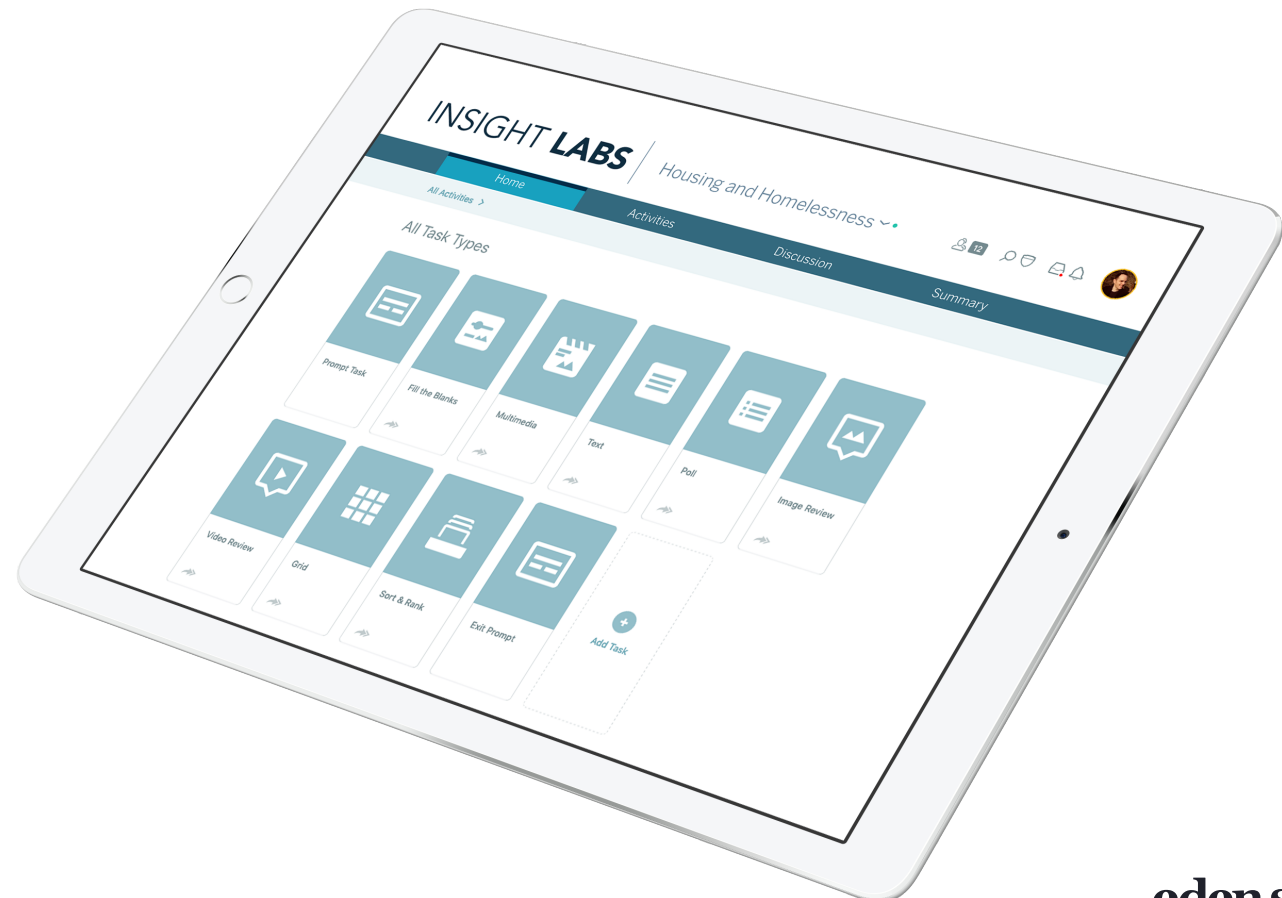 INSIGHT LABS
Housing and Homelessness
12
Home
Activities
Discussion
Summary
All Activities
All Task Types
Prompt Task
Fill the Blanks
Multimedia
Text
Poll
Image Review
Video Review
Grid
Sort & Rank
Exit Prompt
Add Task